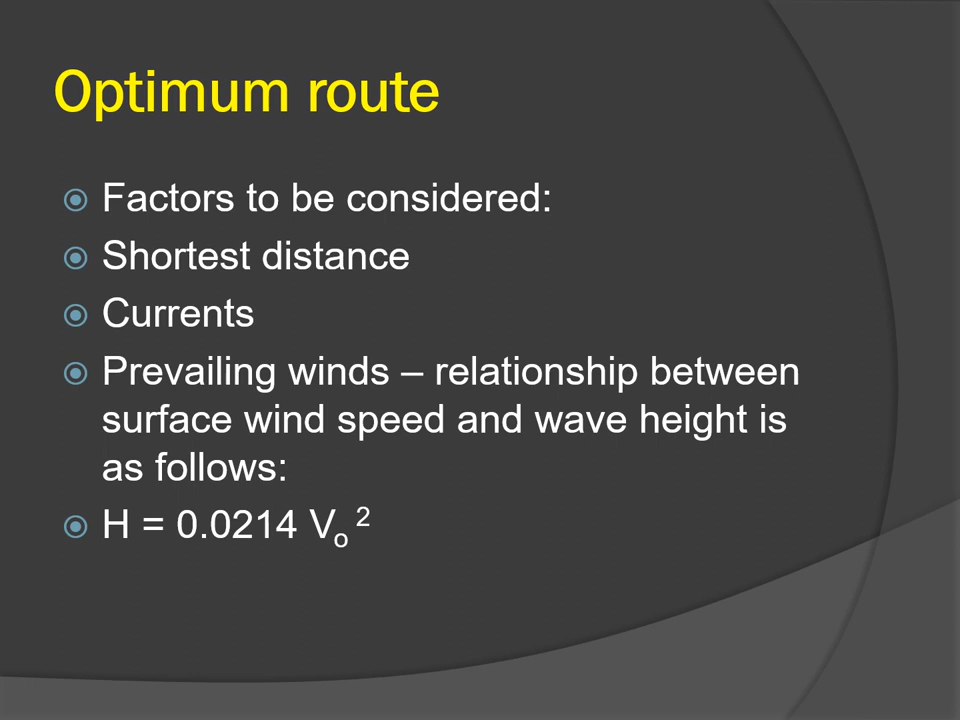 Optimum route
Factors to be considered:
Shortest distance
Currents
Prevailing winds – relationship between
surface wind speed and wave height is
as follows:
H = 0.0214 Vₒ ²